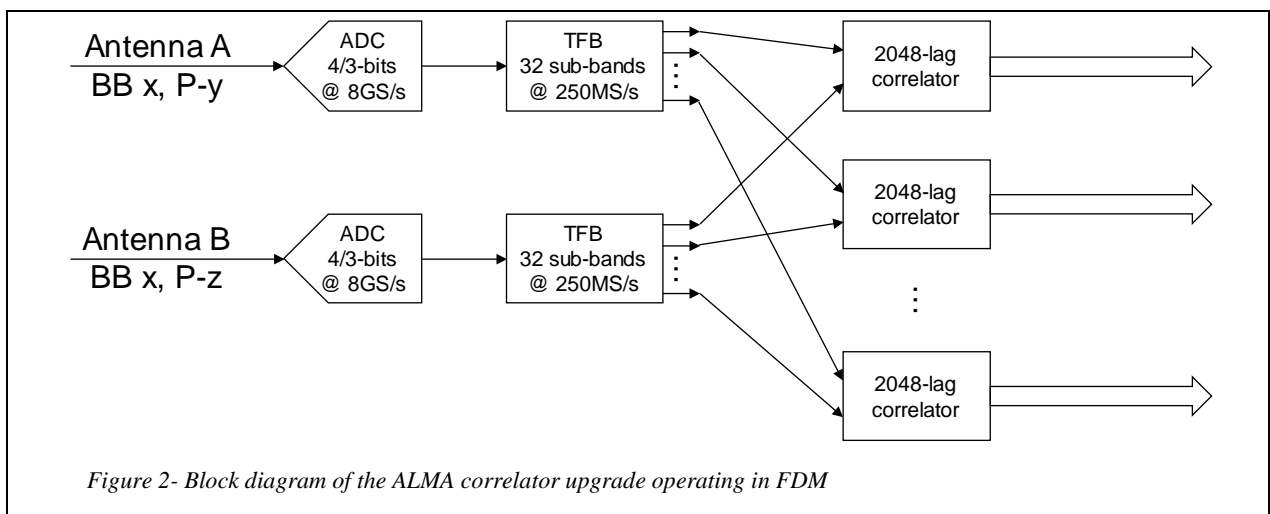 Antenna A
BB x, P-y
ADC
4/3-bits
@ 8GS/s
TFB
32 sub-bands
@ 250MS/s
2048-lag
correlator
2048-lag
correlator
Antenna B
BB x, P-z
ADC
4/3-bits
@ 8GS/s
TFB
32 sub-bands
@ 250MS/s
2048-lag
correlator
Figure 2- Block diagram of the ALMA correlator upgrade operating in FDM